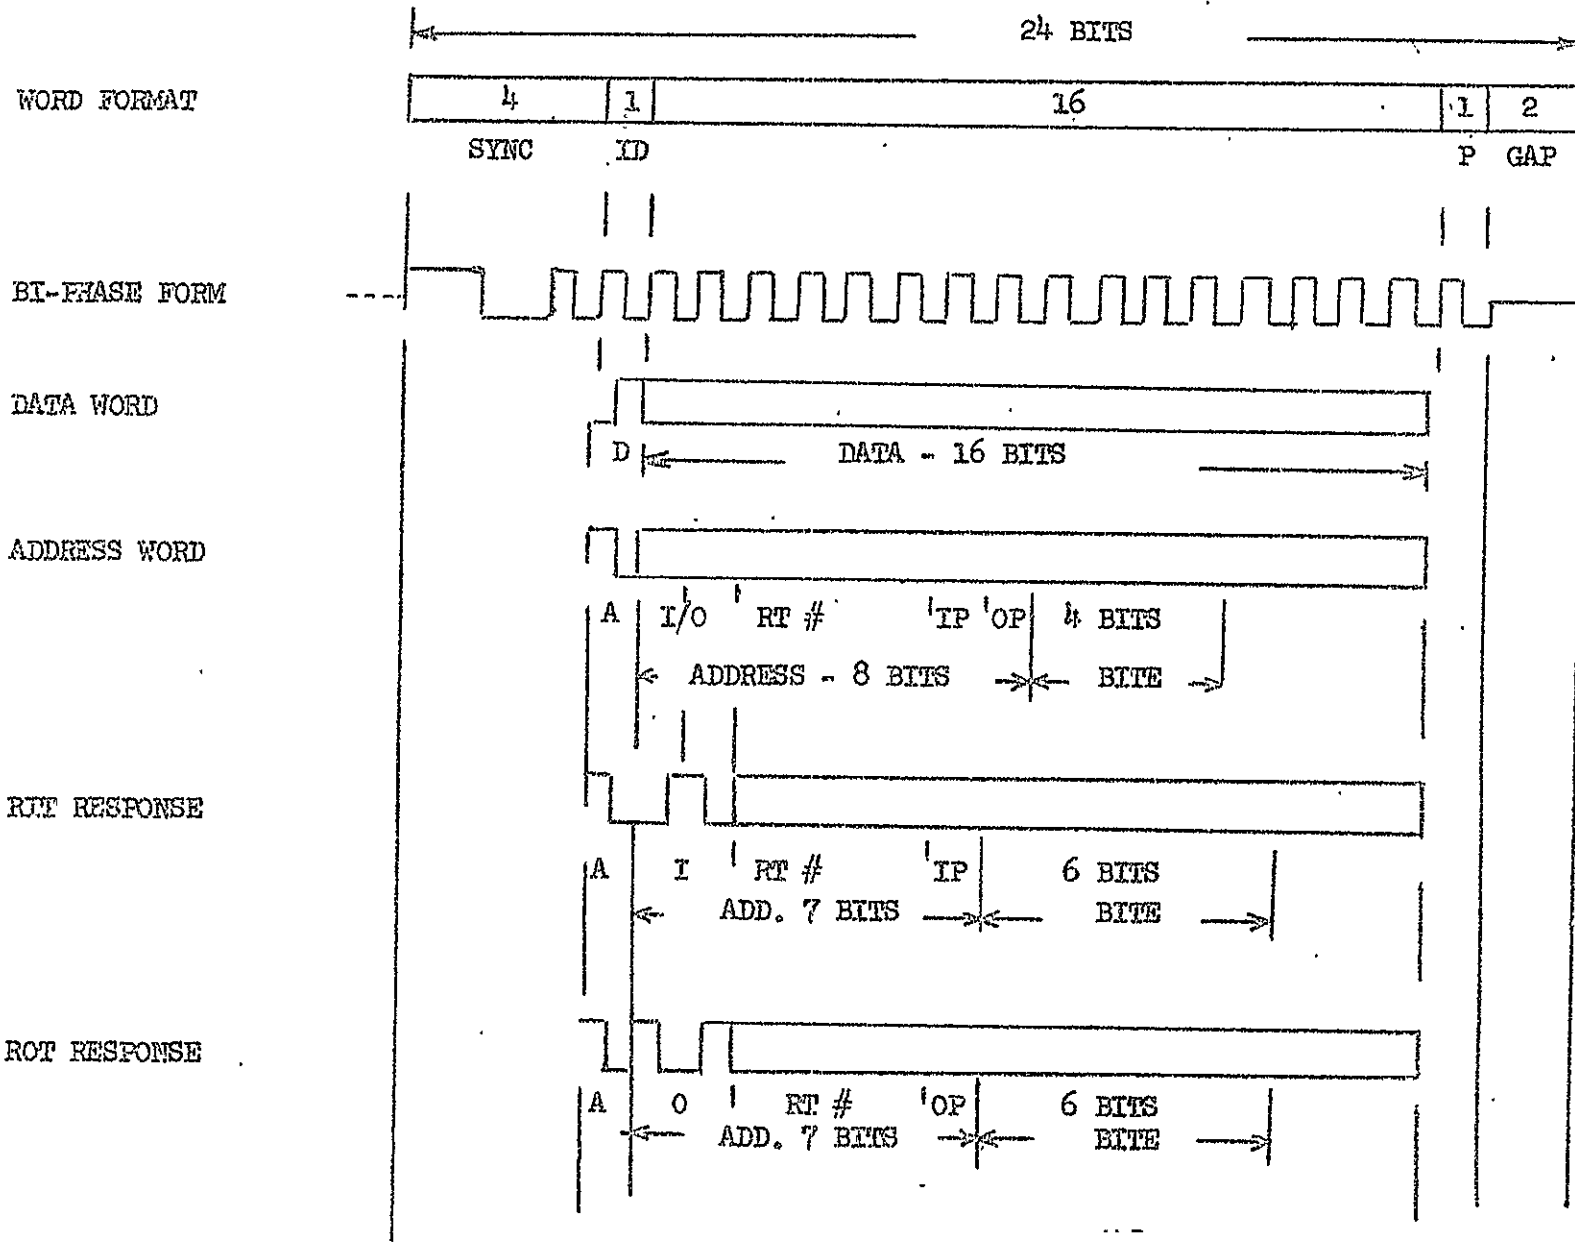 24 BITS
WORD FORMAT 4 1 16 1 2
SYNC ID P GAP
BI-PHASE FORM
DATA WORD
D DATA - 16 BITS
ADDRESS WORD
A I/O RT # IP OP 4 BITS
ADDRESS - 8 BITS BITE
RIT RESPONSE
A I RT # IP 6 BITS
ADD. 7 BITS BITE
ROT RESPONSE
A O RT # OP 6 BITS
ADD. 7 BITS BITE